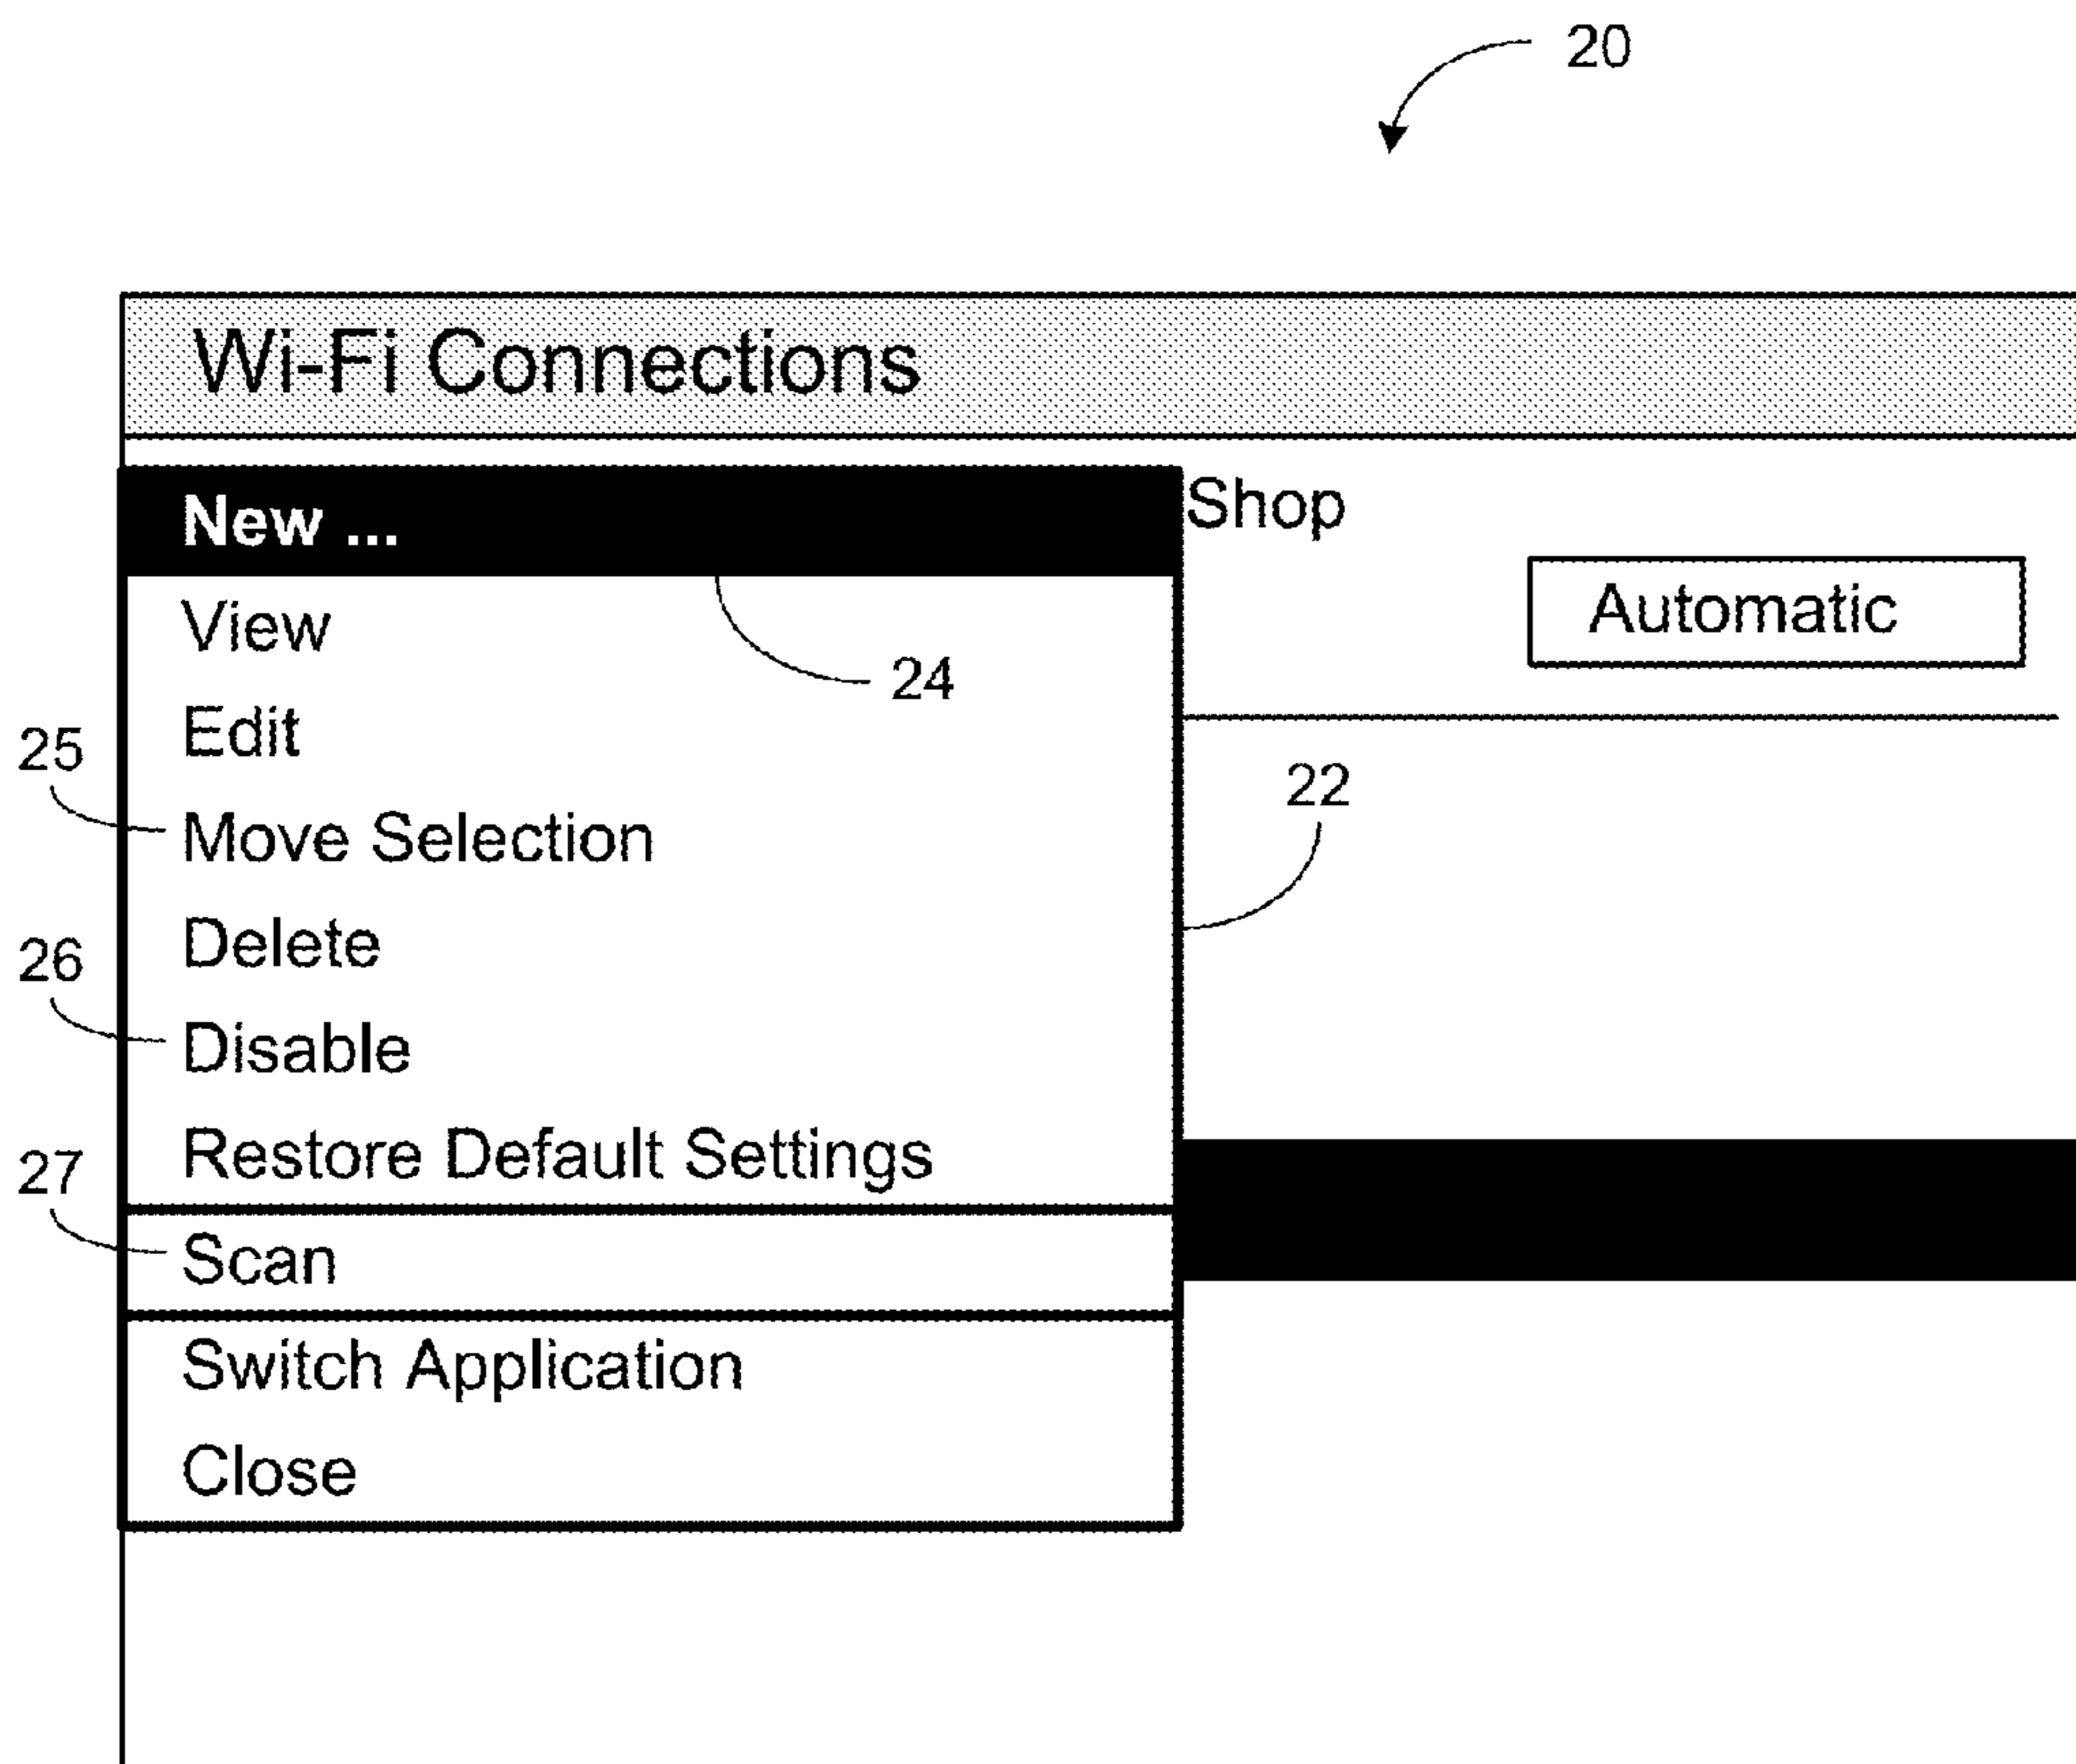 20
Wi-Fi Connections
New ...
Shop
View
Automatic
24
Edit
25
22
Move Selection
Delete
26
Disable
Restore Default Settings
27
Scan
Switch Application
Close